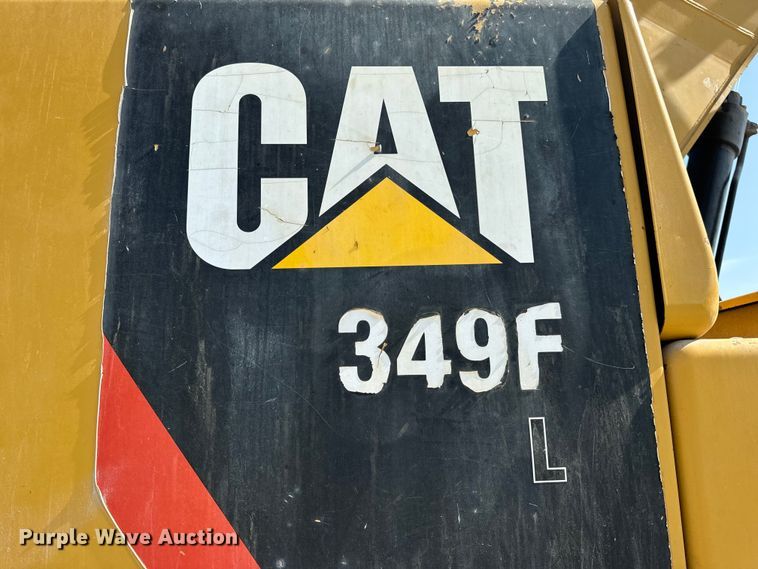 CAT
349F
L
Purple Wave Auction